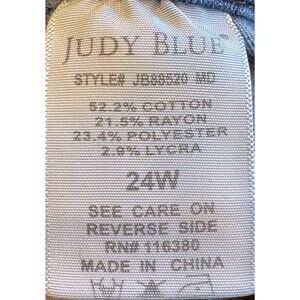 JUDY BLUE™
STYLE# JB88520 MD
52.2% COTTON
21.5% RAYON
23.4% POLYESTER
2.9% LYCRA
24W
SEE CARE ON
REVERSE SIDE
RN# 116380
MADE IN CHINA